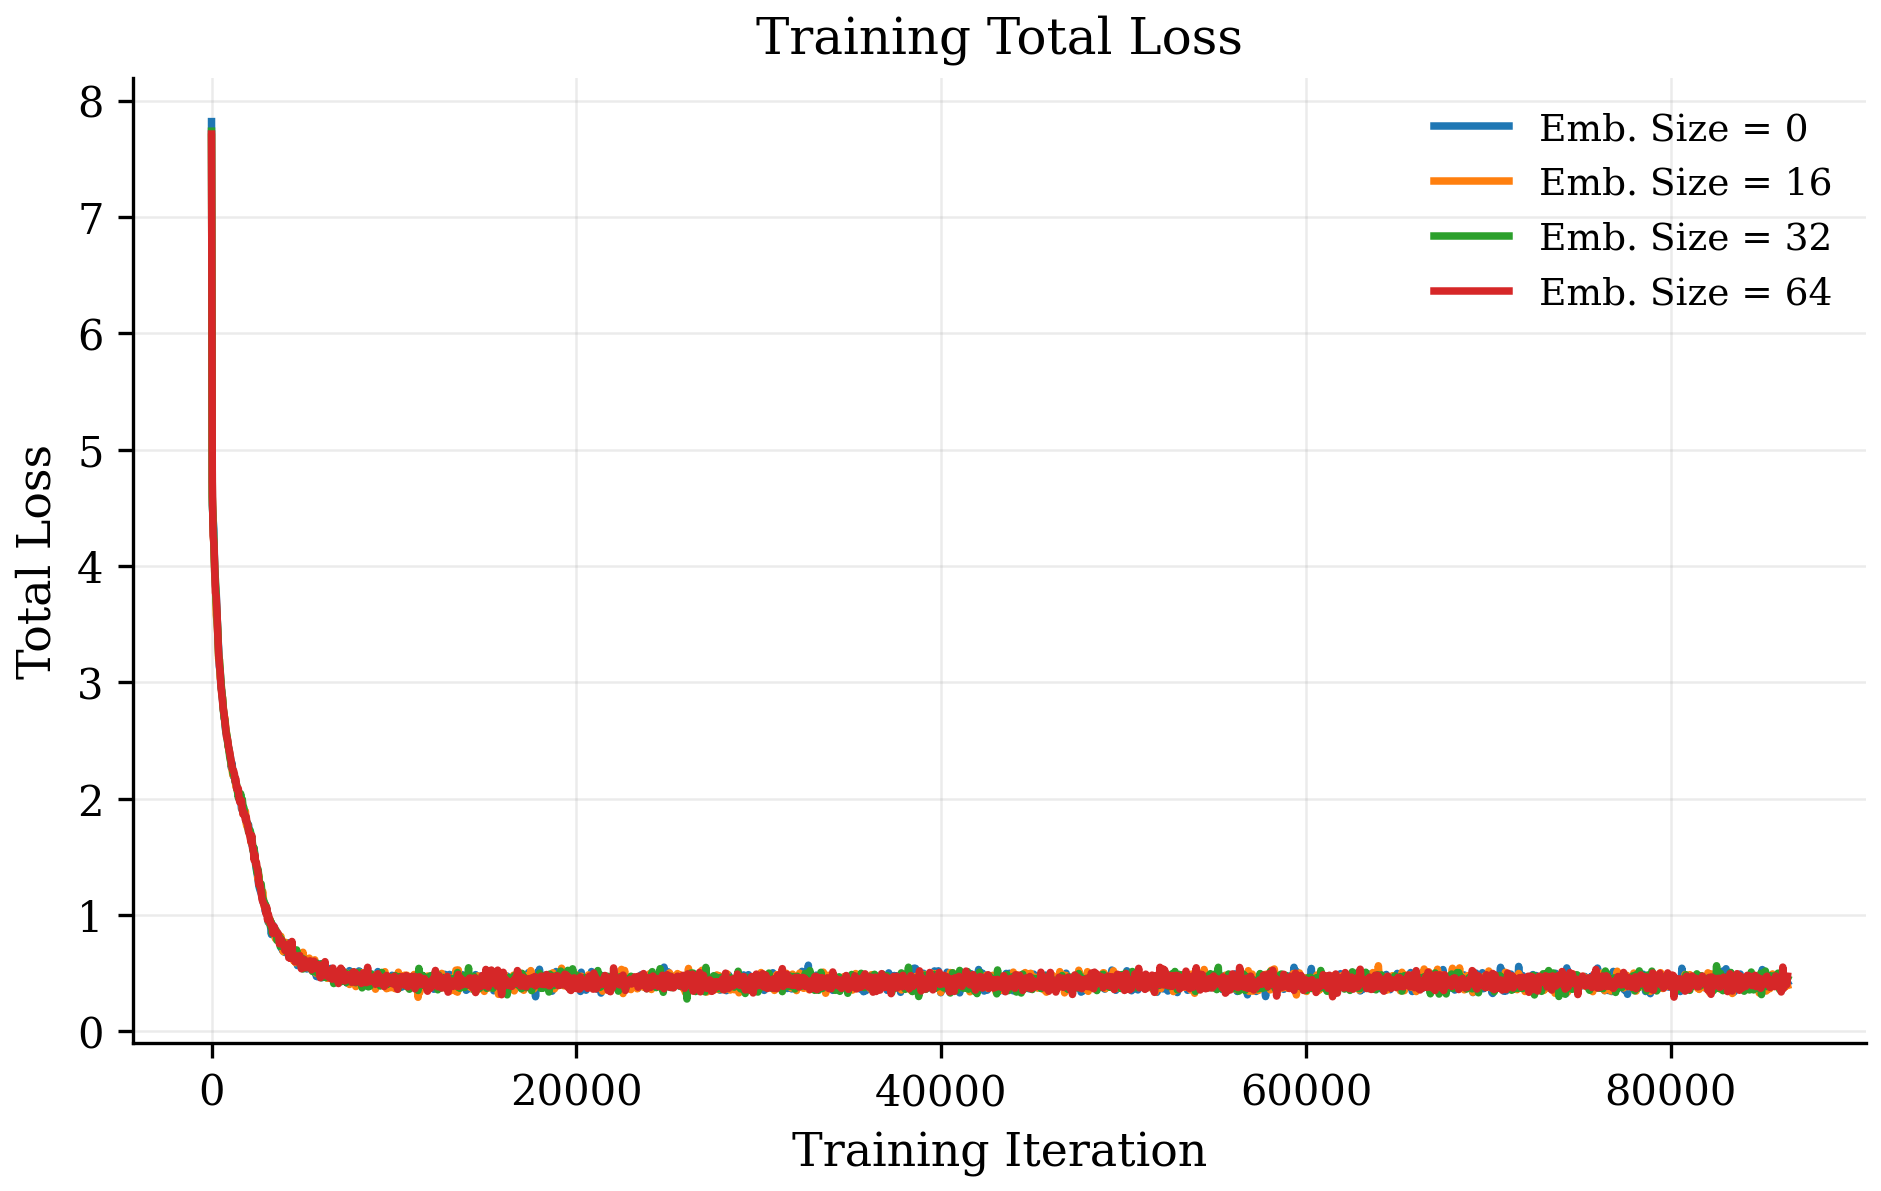 Training Total Loss
Total Loss
8
7
6
5
4
3
2
1
0
Emb. Size = 0
Emb. Size = 16
Emb. Size = 32
Emb. Size = 64
0
20000
40000
60000
80000
Training Iteration